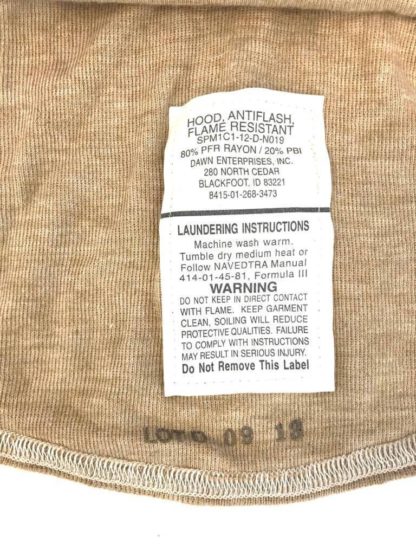 HOOD, ANTIFLASH,
FLAME RESISTANT
SPM1C1-12-D-N019
80% PFR RAYON / 20% PBI
DAWN ENTERPRISES, INC.
280 NORTH CEDAR
BLACKFOOT, ID 83221
8415-01-268-3473
LAUNDERING INSTRUCTIONS
Machine wash warm.
Tumble dry medium heat or
Follow NAVEDTRA Manual
414-01-45-81, Formula III
WARNING
DO NOT KEEP IN DIRECT CONTACT
WITH FLAME. KEEP GARMENT
CLEAN, SOILING WILL REDUCE
PROTECTIVE QUALITIES. FAILURE
TO COMPLY WITH INSTRUCTIONS
MAY RESULT IN SERIOUS INJURY.
Do Not Remove This Label
09